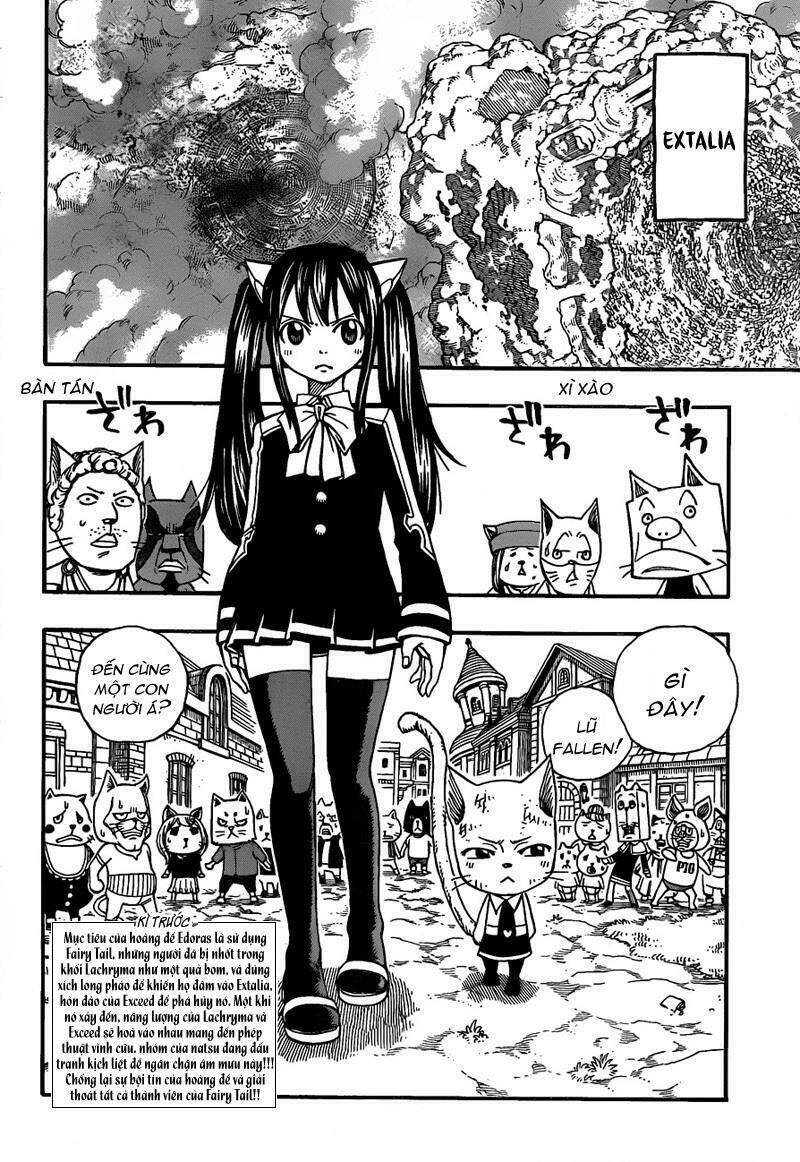 EXTALIA
BÀN TÁN
XÌ XÀO
ざわ
ざわ
ざわ
ĐẾN CÙNG
MỘT CON
NGƯỜI Á?
GÌ
ĐÂY!
LŨ
FALLEN!
PIG
KÌ TRƯỚC
Mục tiêu của hoàng đế Edoras là sử dụng
Fairy Tail, những người đã bị nhốt trong
khối Lachryma như một quả bom, và dùng
xích long pháo để khiến họ đâm vào Extalia,
hòn đảo của Exceed để phá hủy nó. Một khi
nó xảy đến, năng lượng của Lachryma và
Exceed sẽ hoà vào nhau mang đến phép
thuật vĩnh cửu. nhóm của natsu đang đấu
tranh kịch liệt để ngăn chặn âm mưu này!!!
Chống lại sự bội tín của hoàng đế và giải
thoát tất cả thành viên của Fairy Tail!!